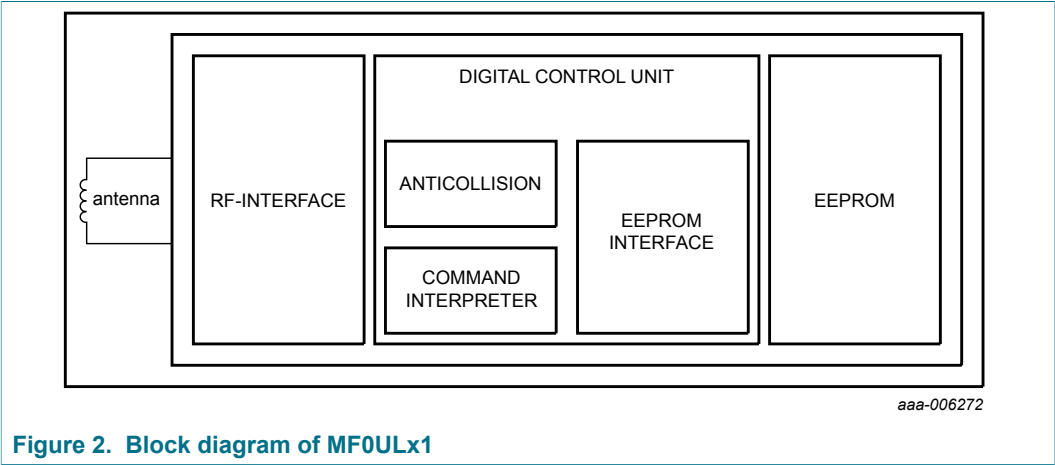 DIGITAL CONTROL UNIT
antenna
RF-INTERFACE
ANTICOLLISION
COMMAND
INTERPRETER
EEPROM
INTERFACE
EEPROM
aaa-006272
Figure 2. Block diagram of MF0ULx1